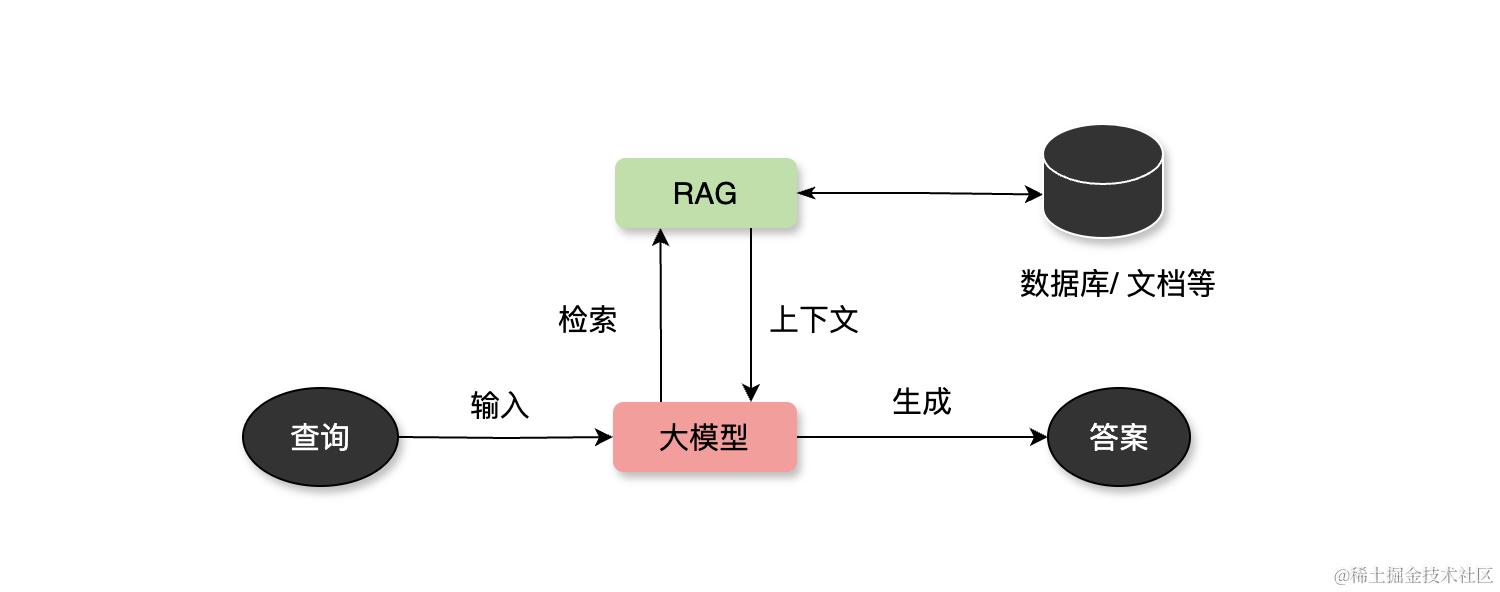 RAG
数据库/ 文档等
检索
上下文
输入
生成
查询
大模型
答案
@稀土掘金技术社区